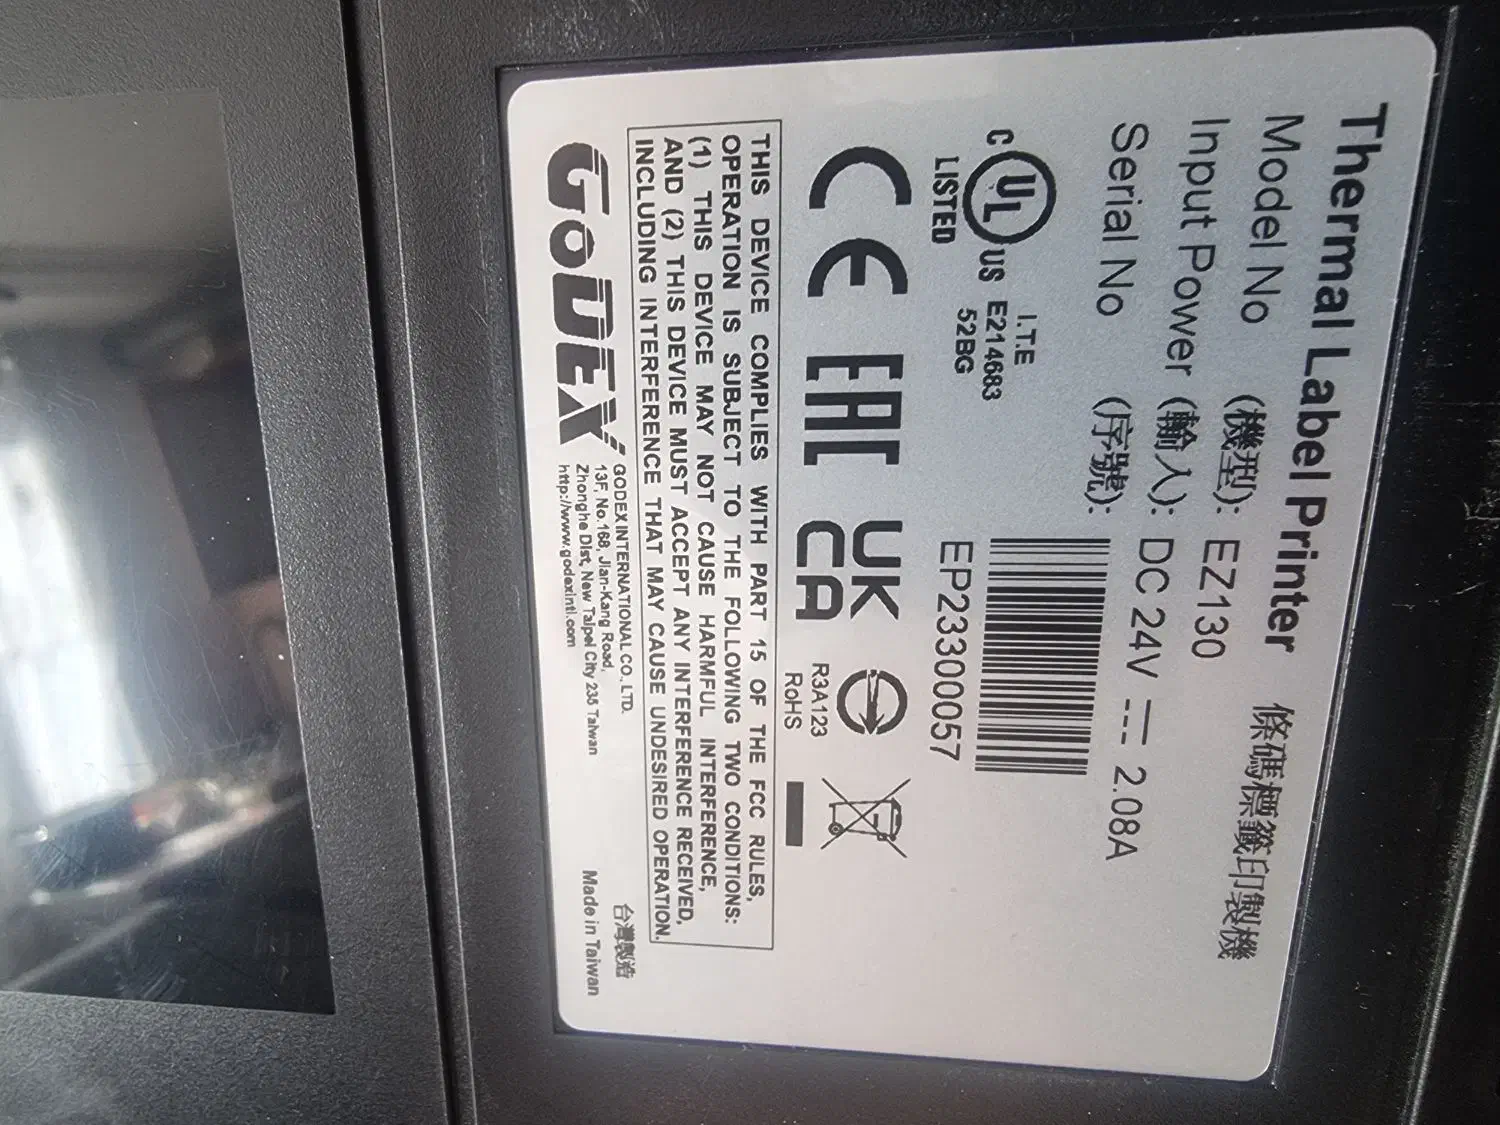 Thermal Label Printer 條碼標籤印製機
Model No (機型): EZ130
Input Power (輸入): DC 24V 2.08A
Serial No (序號):
EP23300057
C UL US
LISTED
I.T.E
E214683
52BG
CE EAC UK
CA
R3A123
RoHS
THIS DEVICE COMPLIES WITH PART 15 OF THE FCC RULES,
OPERATION IS SUBJECT TO THE FOLLOWING TWO CONDITIONS:
(1) THIS DEVICE MAY NOT CAUSE HARMFUL INTERFERENCE,
AND (2) THIS DEVICE MUST ACCEPT ANY INTERFERENCE RECEIVED,
INCLUDING INTERFERENCE THAT MAY CAUSE UNDESIRED OPERATION.
GoDEX
GODEX INTERNATIONAL CO., LTD.
13F, No.168, Jian-Kang Road,
Zhonghe Dist, New Taipei City 235 Taiwan
http://www.godexintl.com
台灣製造
Made in Taiwan